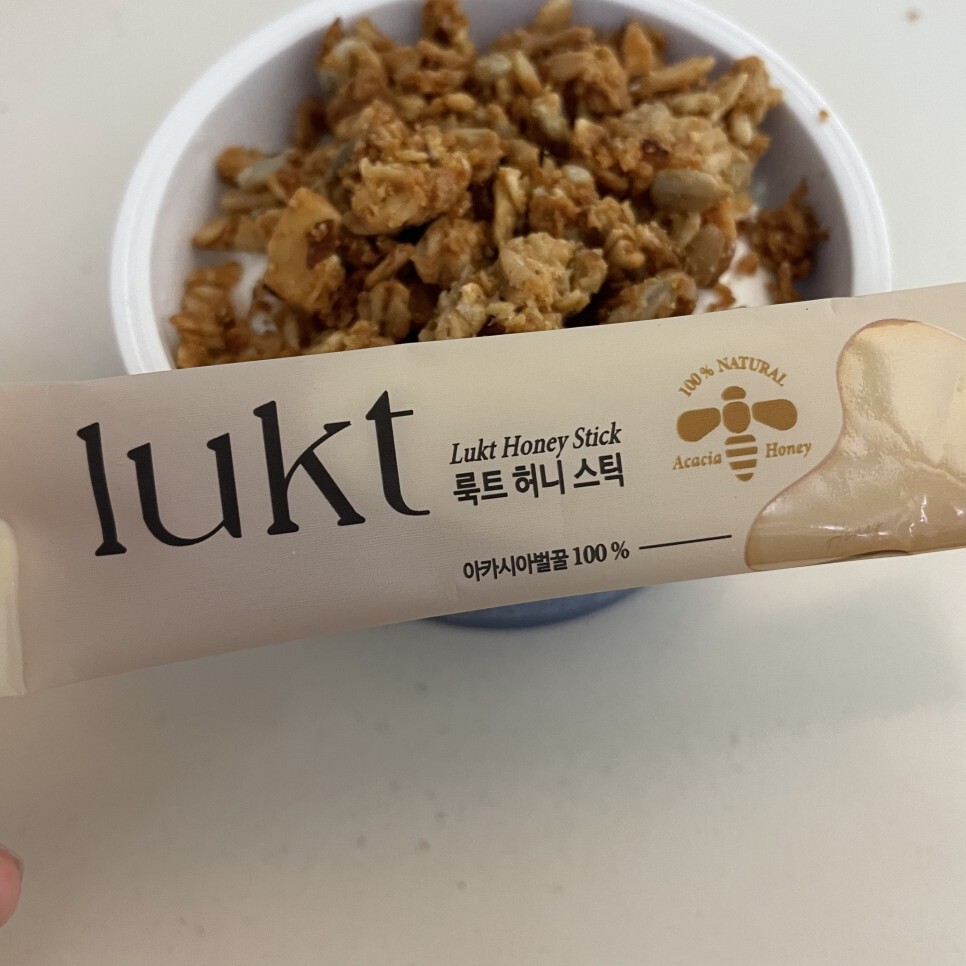 lukt
Lukt Honey Stick
룩트 허니 스틱
아카시아벌꿀 100 %
100 % NATURAL
Acacia Honey